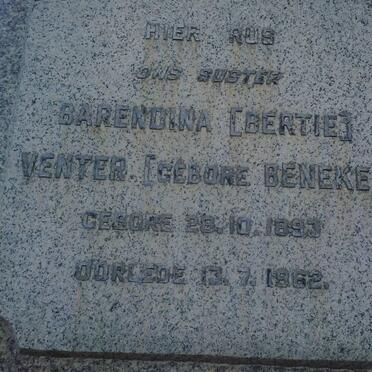 HIER RUS
ONS SUSTER
BARENDINA [BERTIE]
VENTER [GEBORE BENEKE
GEBORE 28.10.1893
OORLEDE 13.7.1962.